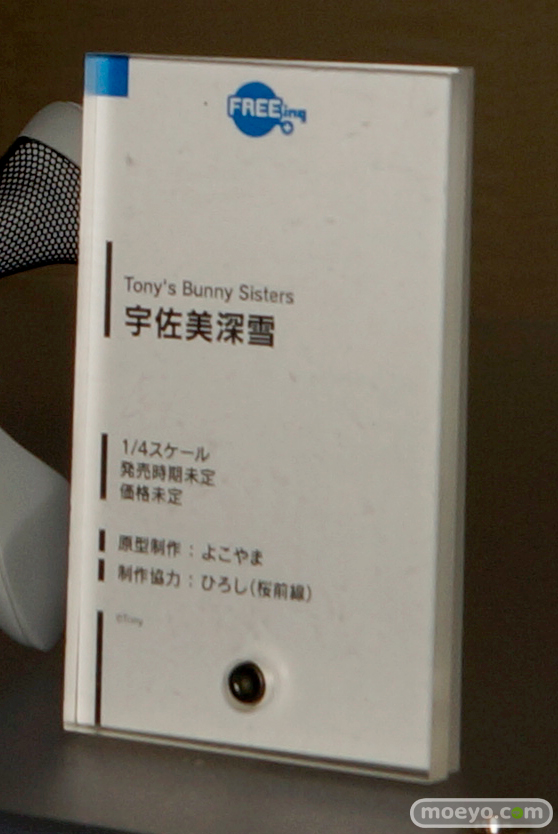 FREEing
Tony's Bunny Sisters
宇佐美深雪
1/4スケール
発売時期未定
価格未定
原型制作：よこやま
制作協力：ひろし(桜前線)
©Tony
moeyo.com